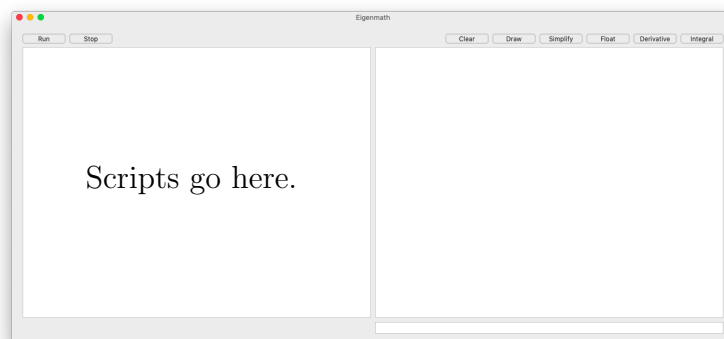 Eigenmath
Run Stop Clear Draw Simplify Float Derivative Integral
Scripts go here.